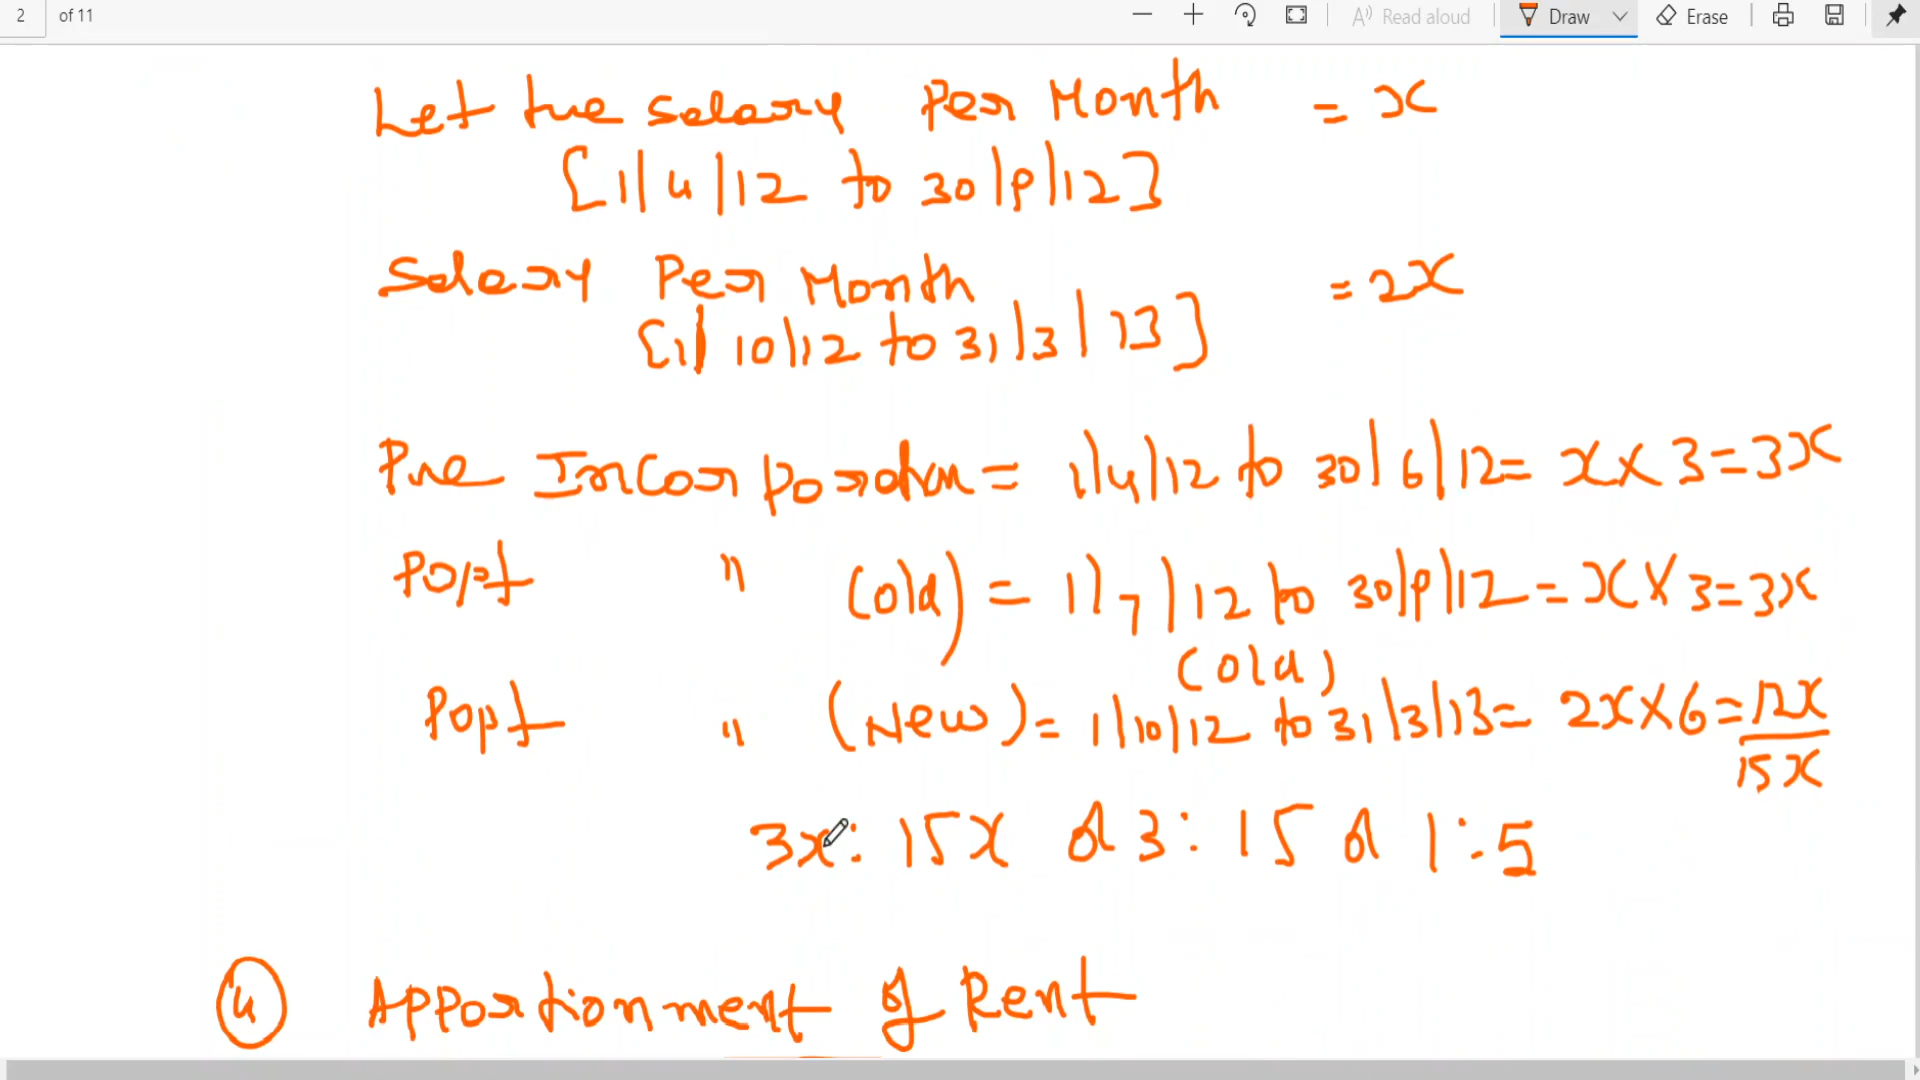 2 of 11 Read aloud Draw Erase
Let the Salary Per Month = x
[1/4/12 to 30/9/12]
Salary Per Month = 2x
[1/10/12 to 31/3/13]
Pre Incorporation = 1/4/12 to 30/6/12 = x X 3 = 3x
Post " (old) = 1/7/12 to 30/9/12 = x X 3 = 3x
(old)
Post " (New) = 1/10/12 to 31/3/13 = 2x X 6 = 12x
15x
3x : 15x or 3 : 15 or 1 : 5
4 Apportionment of Rent